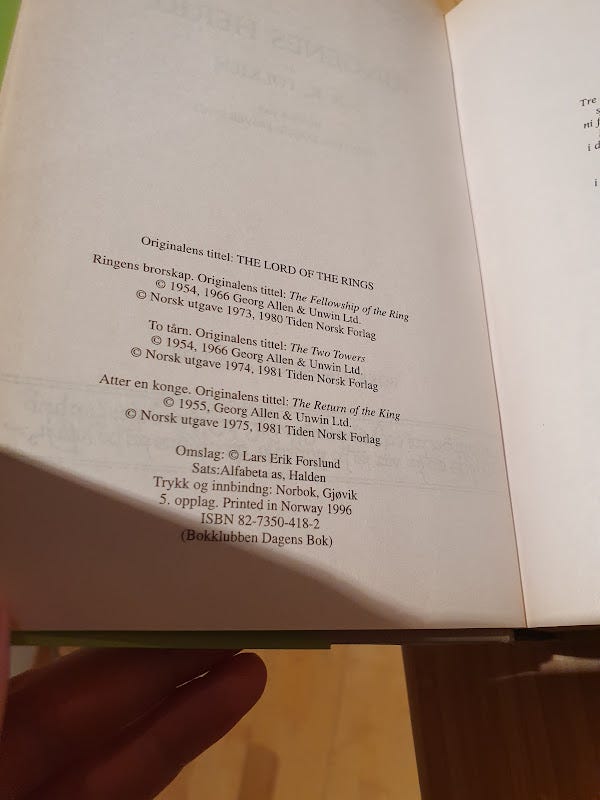 Originalens tittel: THE LORD OF THE RINGS
Ringens brorskap. Originalens tittel: The Fellowship of the Ring
© 1954, 1966 Georg Allen & Unwin Ltd.
© Norsk utgave 1973, 1980 Tiden Norsk Forlag
To tårn. Originalens tittel: The Two Towers
© 1954, 1966 Georg Allen & Unwin Ltd.
© Norsk utgave 1974, 1981 Tiden Norsk Forlag
Atter en konge. Originalens tittel: The Return of the King
© 1955, Georg Allen & Unwin Ltd.
© Norsk utgave 1975, 1981 Tiden Norsk Forlag
Omslag: © Lars Erik Forslund
Sats:Alfabeta as, Halden
Trykk og innbindng: Norbok, Gjøvik
5. opplag. Printed in Norway 1996
ISBN 82-7350-418-2
(Bokklubben Dagens Bok)
Tre
s
ni f
i d
i